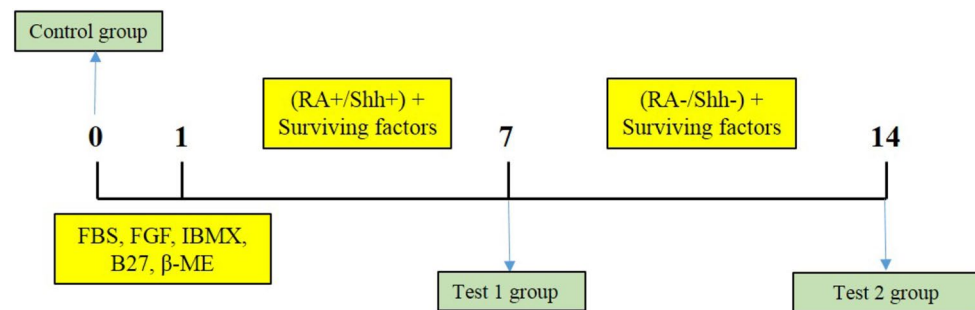 Control group
(RA+/Shh+) +
Surviving factors
(RA-/Shh-) +
Surviving factors
0
1
7
14
FBS, FGF, IBMX,
B27, β-ME
Test 1 group
Test 2 group